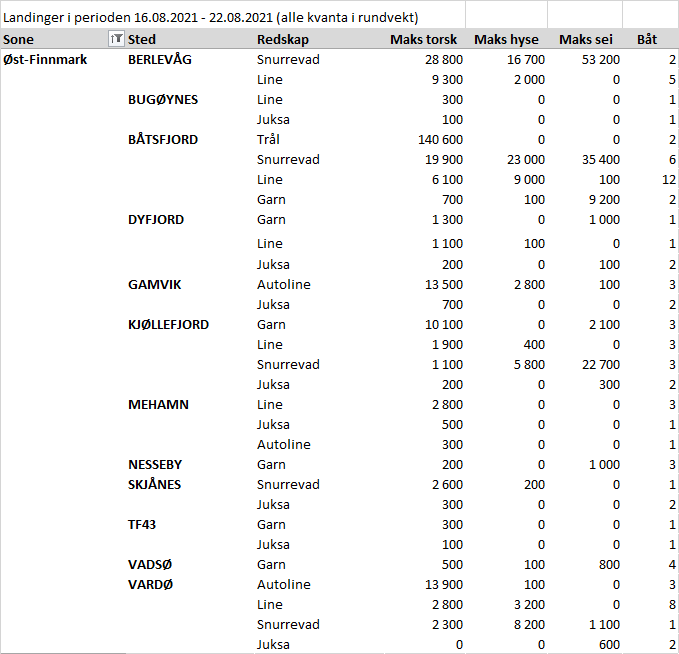 Landinger i perioden 16.08.2021 - 22.08.2021 (alle kvanta i rundvekt)
Sone Sted Redskap Maks torsk Maks hyse Maks sei Båt
Øst-Finnmark BERLEVÅG Snurrevad 28 800 16 700 53 200 2
Line 9 300 2 000 0 5
BUGØYNES Line 300 0 0 1
Juksa 100 0 0 1
BÅTSFJORD Trål 140 600 0 0 2
Snurrevad 19 900 23 000 35 400 6
Line 6 100 9 000 100 12
Garn 700 100 9 200 2
DYFJORD Garn 1 300 0 1 000 1
Line 1 100 100 0 1
Juksa 200 0 100 2
GAMVIK Autoline 13 500 2 800 100 3
Juksa 700 0 0 2
KJØLLEFJORD Garn 10 100 0 2 100 3
Line 1 900 400 0 3
Snurrevad 1 100 5 800 22 700 3
Juksa 200 0 300 2
MEHAMN Line 2 800 0 0 3
Juksa 500 0 0 1
Autoline 300 0 0 1
NESSEBY Garn 200 0 1 000 3
SKJÅNES Snurrevad 2 600 200 0 1
Juksa 300 0 0 2
TF43 Garn 300 0 0 1
Juksa 100 0 0 1
VADSØ Garn 500 100 800 4
VARDØ Autoline 13 900 100 0 3
Line 2 800 3 200 0 8
Snurrevad 2 300 8 200 1 100 1
Juksa 0 0 600 2